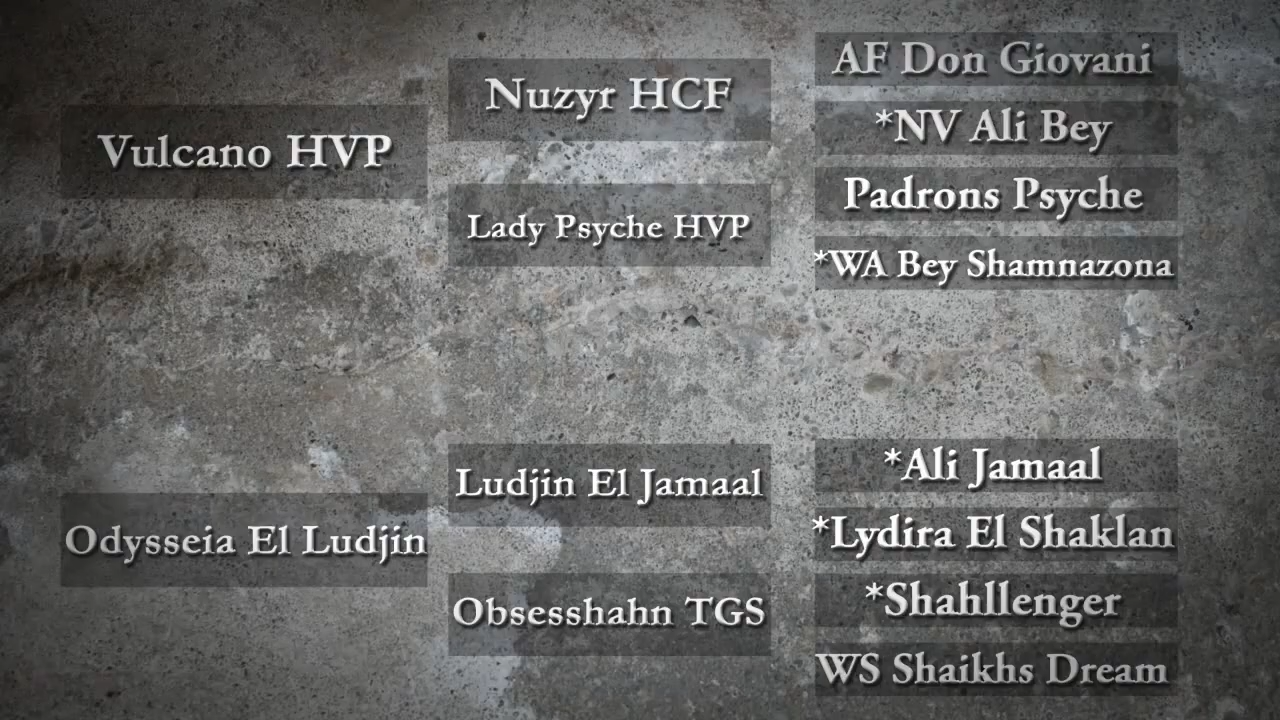 Vulcano HVP
Nuzyr HCF
Lady Psyche HVP
AF Don Giovani
*NV Ali Bey
Padrons Psyche
*WA Bey Shamnazona
Odysseia El Ludjin
Ludjin El Jamaal
Obsesshahn TGS
*Ali Jamaal
*Lydira El Shaklan
*Shahllenger
WS Shaikhs Dream